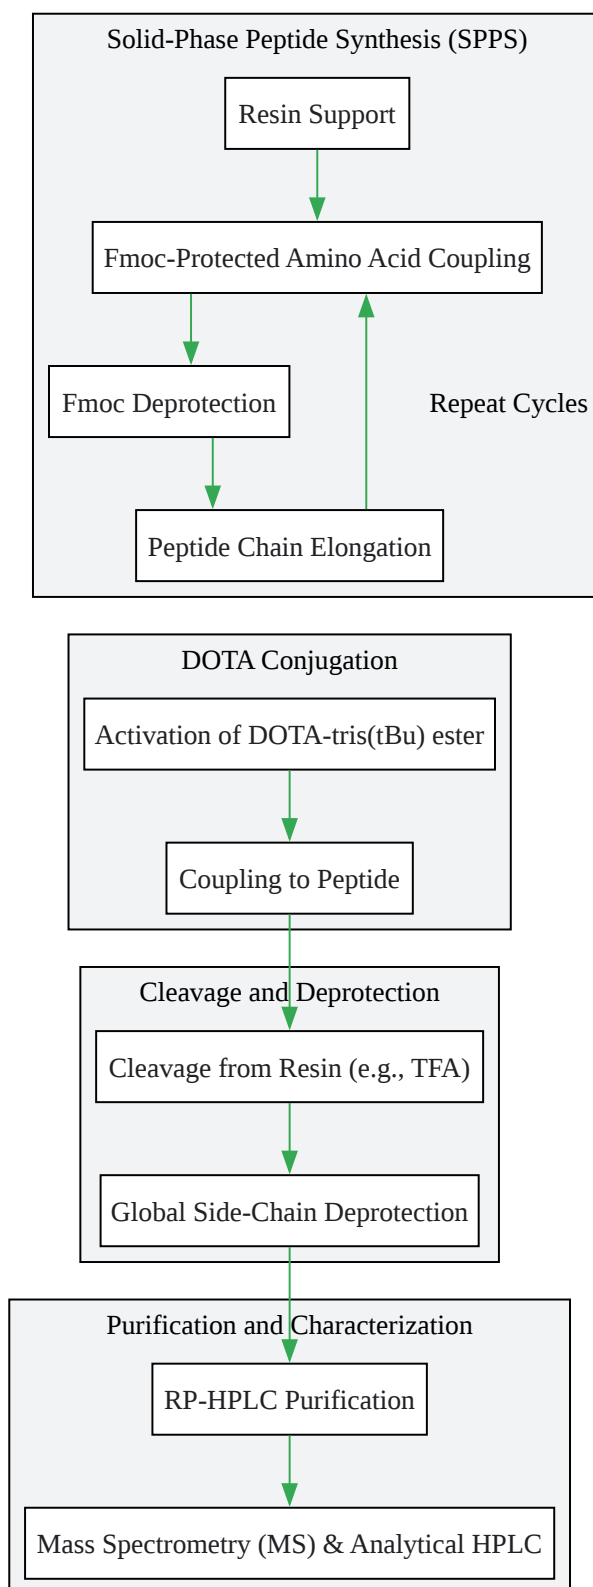 Solid-Phase Peptide Synthesis (SPPS)
Resin Support
Fmoc-Protected Amino Acid Coupling
Fmoc Deprotection
Repeat Cycles
Peptide Chain Elongation
DOTA Conjugation
Activation of DOTA-tris(tBu) ester
Coupling to Peptide
Cleavage and Deprotection
Cleavage from Resin (e.g., TFA)
Global Side-Chain Deprotection
Purification and Characterization
RP-HPLC Purification
Mass Spectrometry (MS) & Analytical HPLC